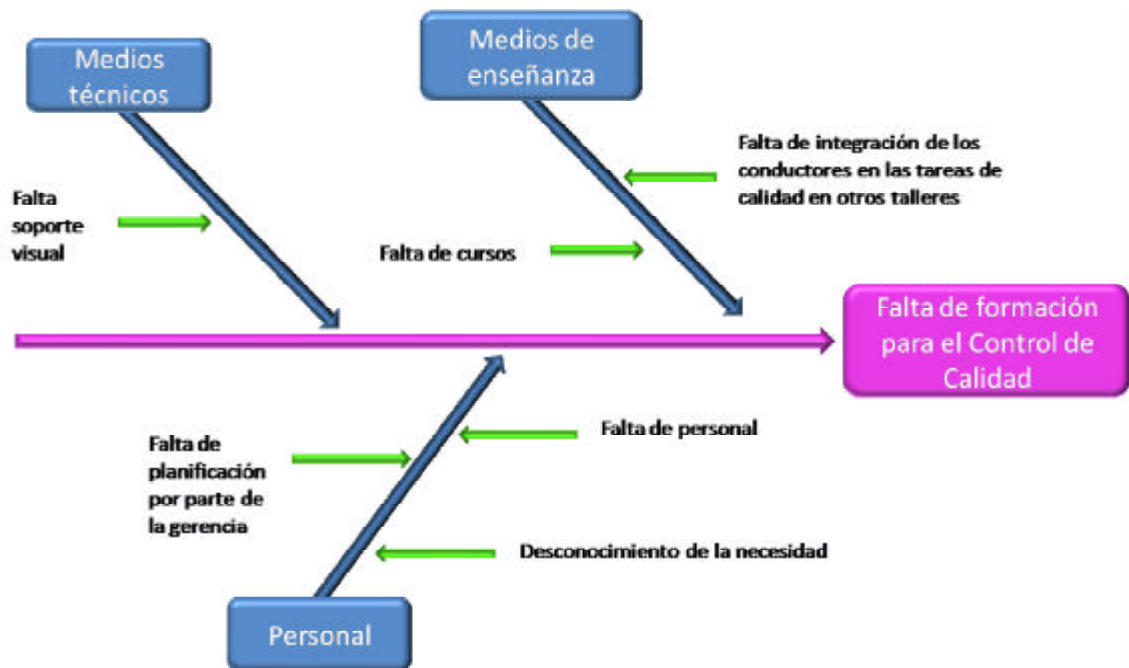 Medios
técnicos
Medios de
enseñanza
Falta
soporte
visual
Falta de integración de los
conductores en las tareas de
calidad en otros talleres
Falta de cursos
Falta de formación
para el Control de
Calidad
Falta de
planificación
por parte de
la gerencia
Falta de personal
Desconocimiento de la necesidad
Personal